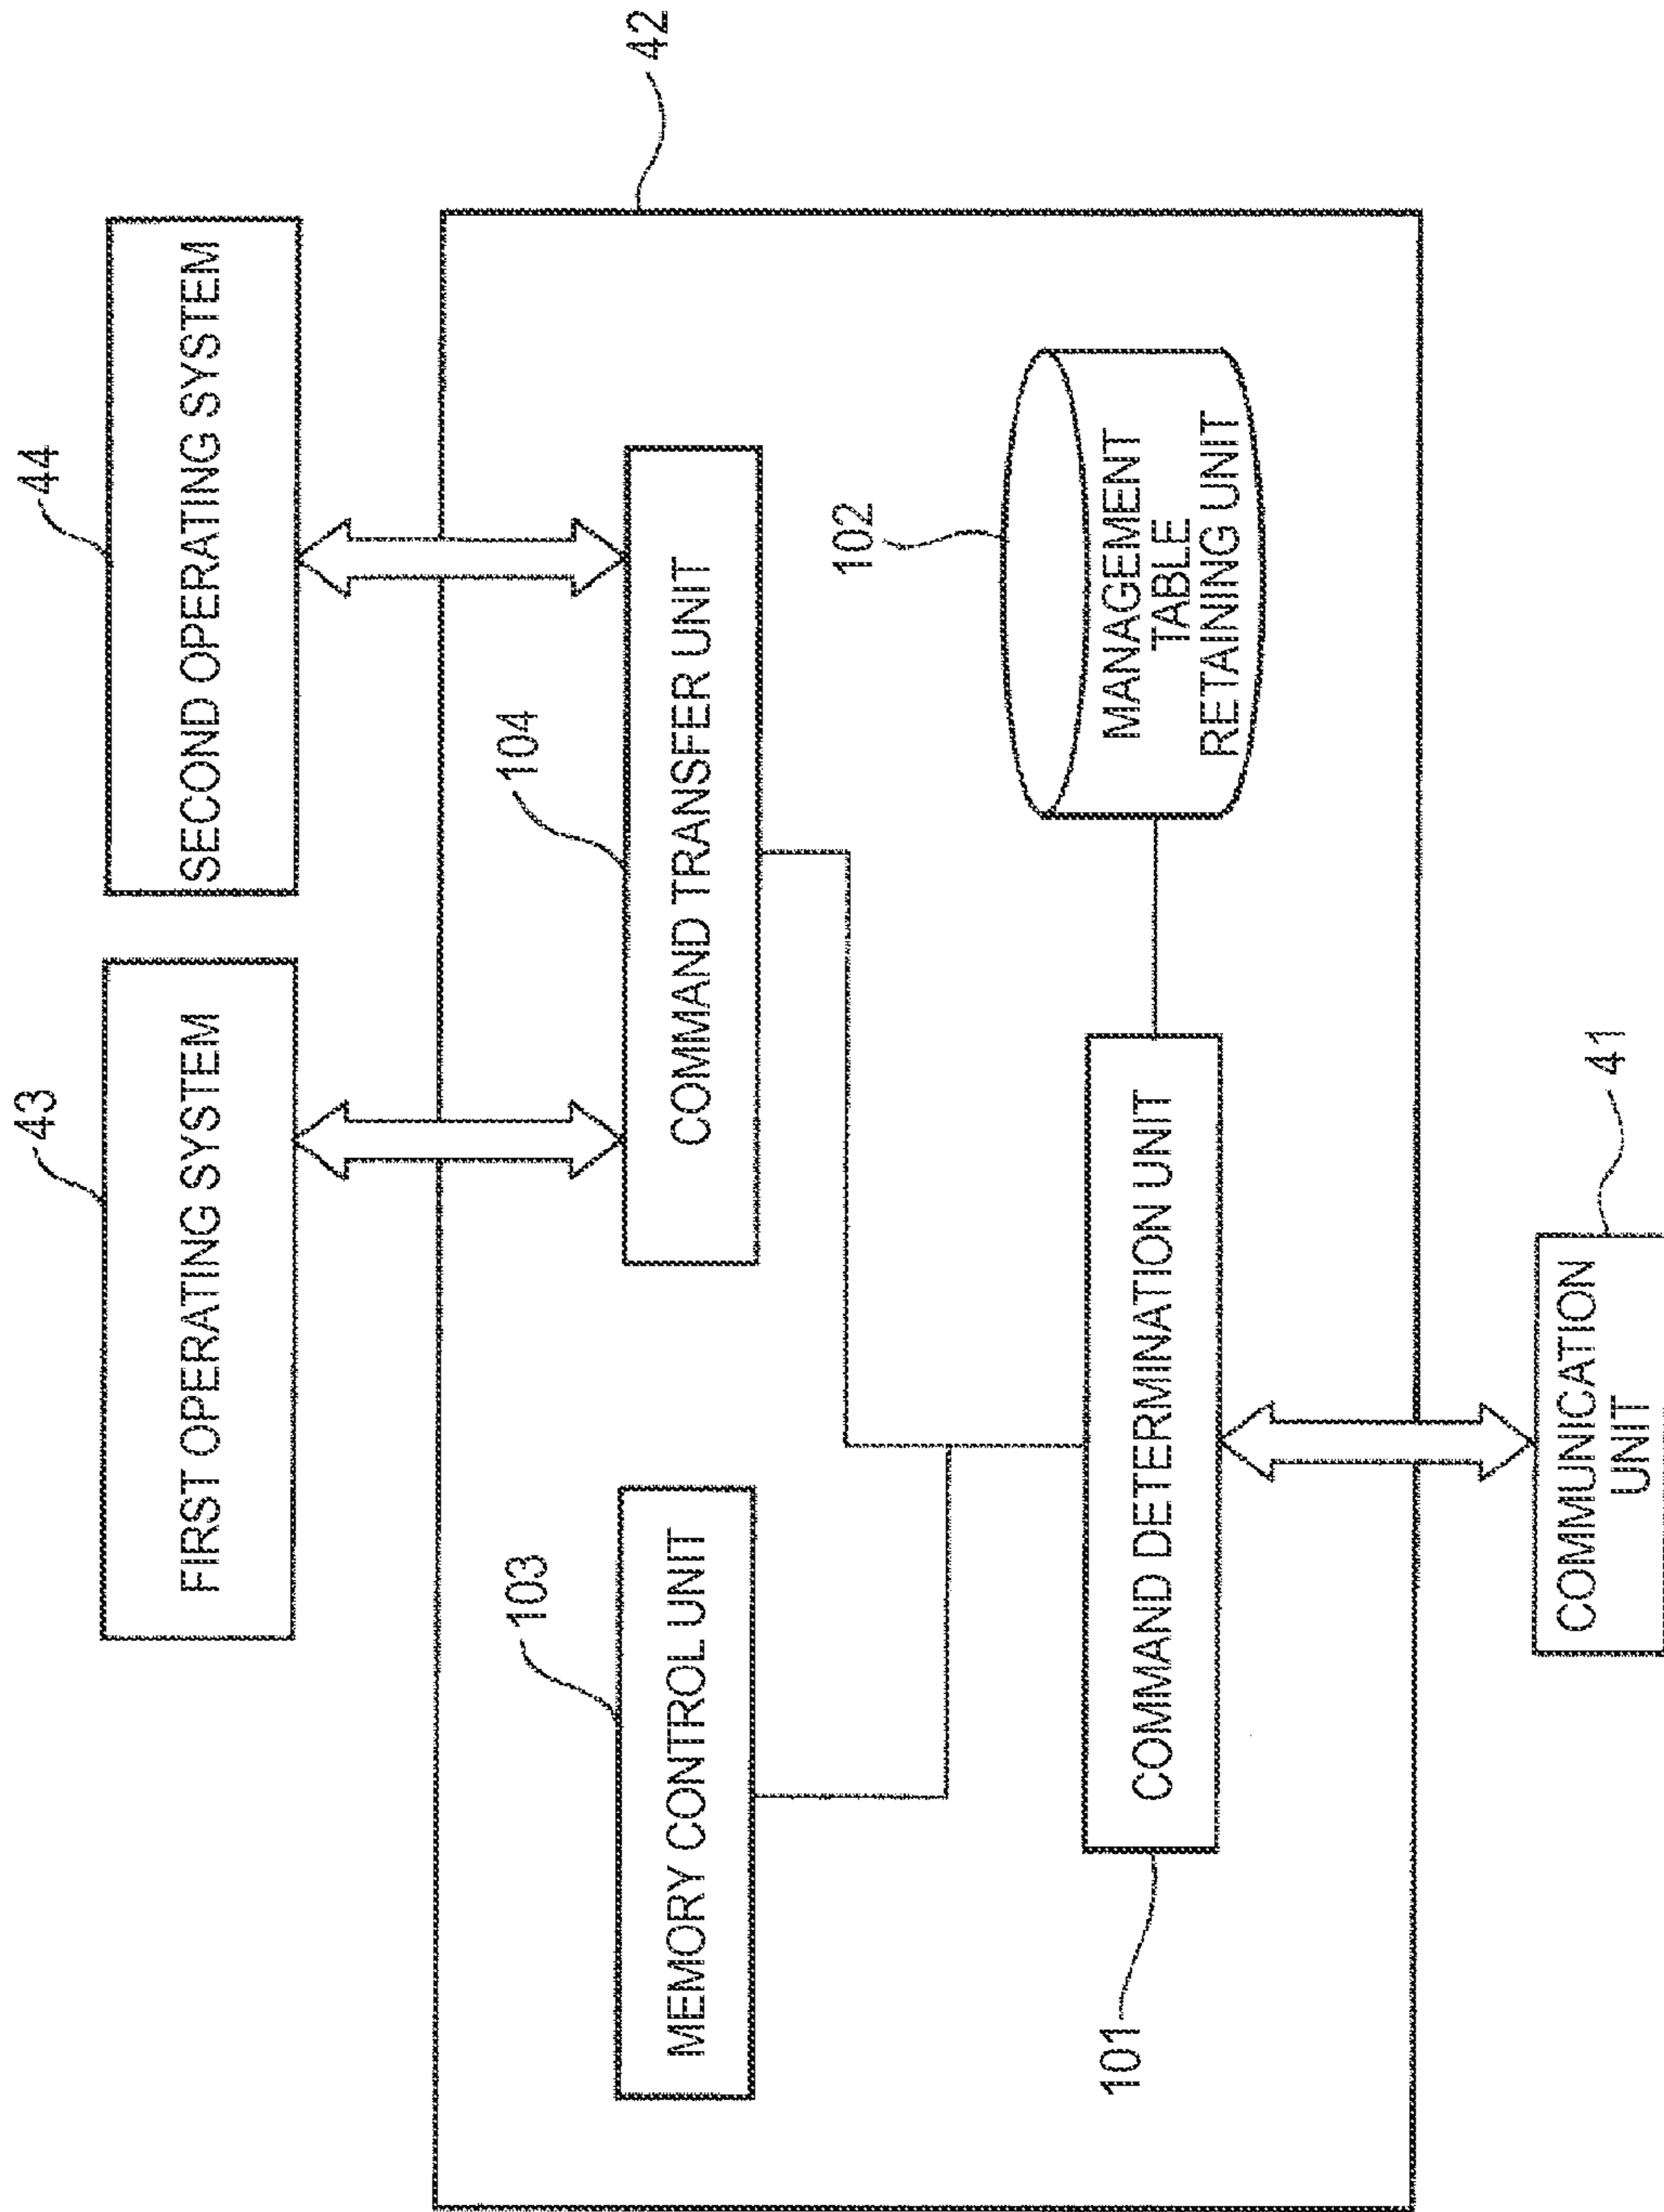 43
FIRST OPERATING SYSTEM
44
SECOND OPERATING SYSTEM
42
103
MEMORY CONTROL UNIT
104
COMMAND TRANSFER UNIT
102
MANAGEMENT
TABLE
RETAINING UNIT
101
COMMAND DETERMINATION UNIT
41
COMMUNICATION
UNIT